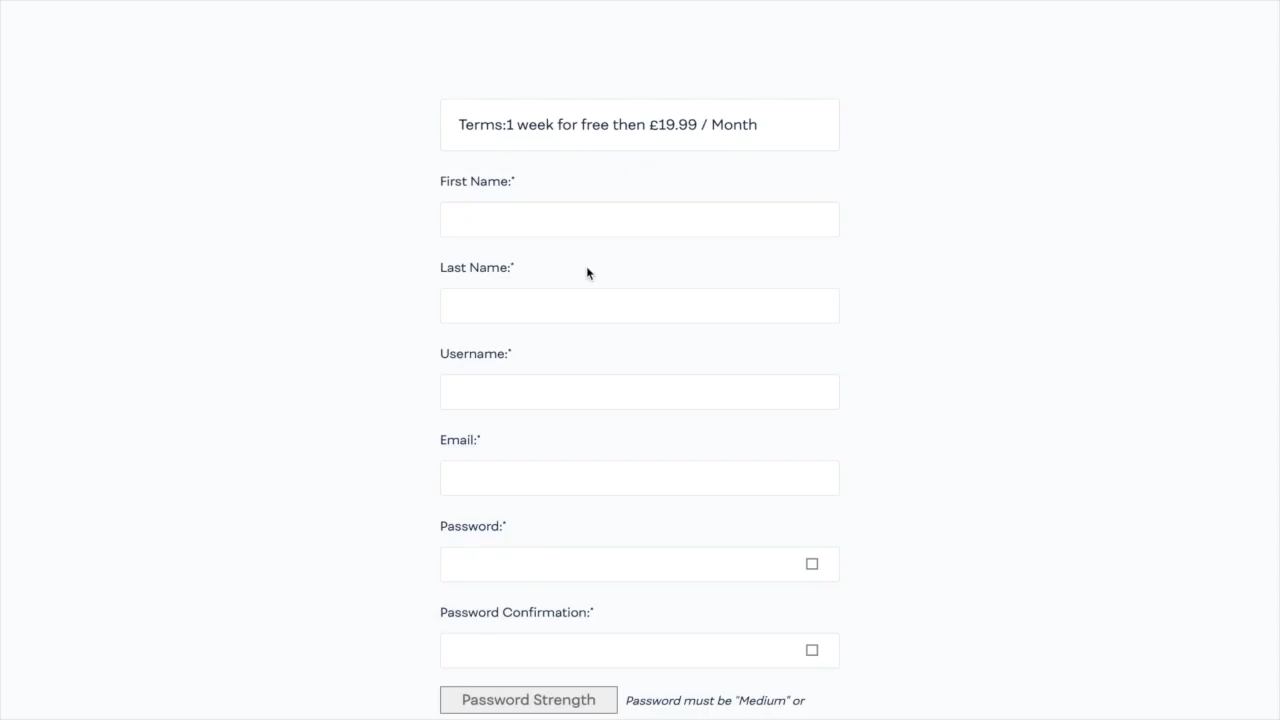 Terms:1 week for free then £19.99 / Month
First Name:*
Last Name:*
Username:*
Email:*
Password:*
Password Confirmation:*
Password Strength Password must be "Medium" or